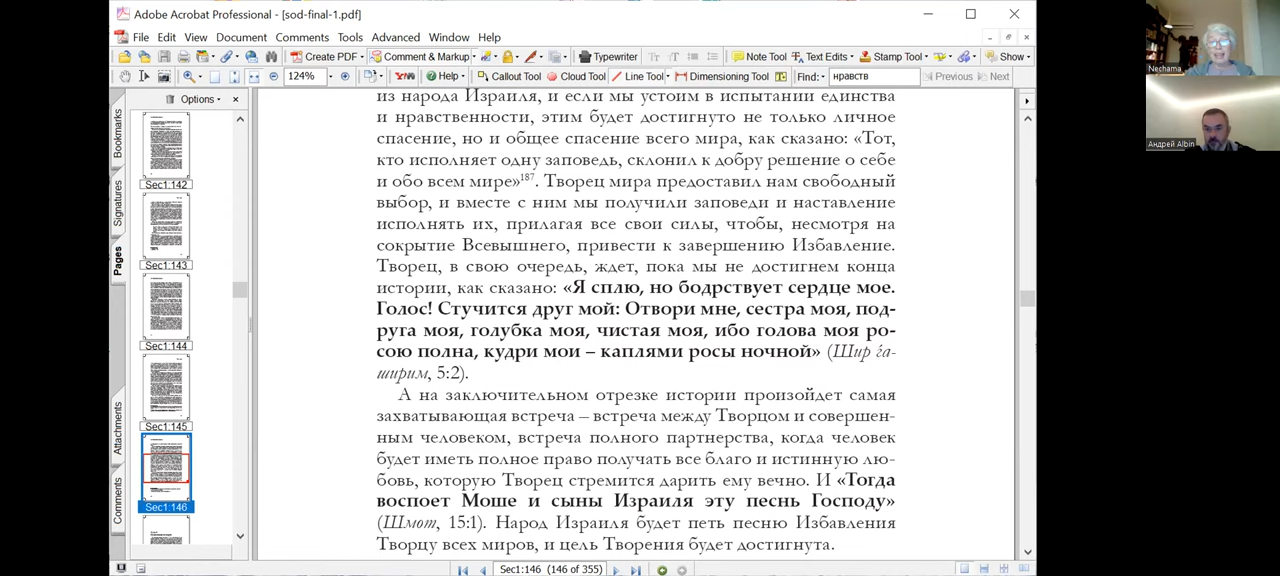 Adobe Acrobat Professional - [sod-final-1.pdf]
File Edit View Document Comments Tools Advanced Window Help
Create PDF Comment & Markup Typewriter Note Tool Text Edits Stamp Tool Show
124% Help Callout Tool Cloud Tool Line Tool Dimensioning Tool Find: нравств Previous Next
Options
Bookmarks
Signatures
Pages
Attachments
Comments
Sec1:142
Sec1:143
Sec1:144
Sec1:145
Sec1:146
из народа Израиля, и если мы устоим в испытании единства
и нравственности, этим будет достигнуто не только личное
спасение, но и общее спасение всего мира, как сказано: «Тот,
кто исполняет одну заповедь, склонил к добру решение о себе
и обо всем мире»187. Творец мира предоставил нам свободный
выбор, и вместе с ним мы получили заповеди и наставление
исполнять их, прилагая все свои силы, чтобы, несмотря на
сокрытие Всевышнего, привести к завершению Избавление.
Творец, в свою очередь, ждет, пока мы не достигнем конца
истории, как сказано: «Я сплю, но бодрствует сердце мое.
Голос! Стучится друг мой: Отвори мне, сестра моя, под-
руга моя, голубка моя, чистая моя, ибо голова моя ро-
сою полна, кудри мои – каплями росы ночной» (Шир га-
ширим, 5:2).
А на заключительном отрезке истории произойдет самая
захватывающая встреча – встреча между Творцом и совершен-
ным человеком, встреча полного партнерства, когда человек
будет иметь полное право получать все благо и истинную лю-
бовь, которую Творец стремится дарить ему вечно. И «Тогда
воспоет Моше и сыны Израиля эту песнь Господу»
(Шмот, 15:1). Народ Израиля будет петь песню Избавления
Творцу всех миров, и цель Творения будет достигнута.
Sec1:146 (146 of 355)
Nechama
Андрей Albin